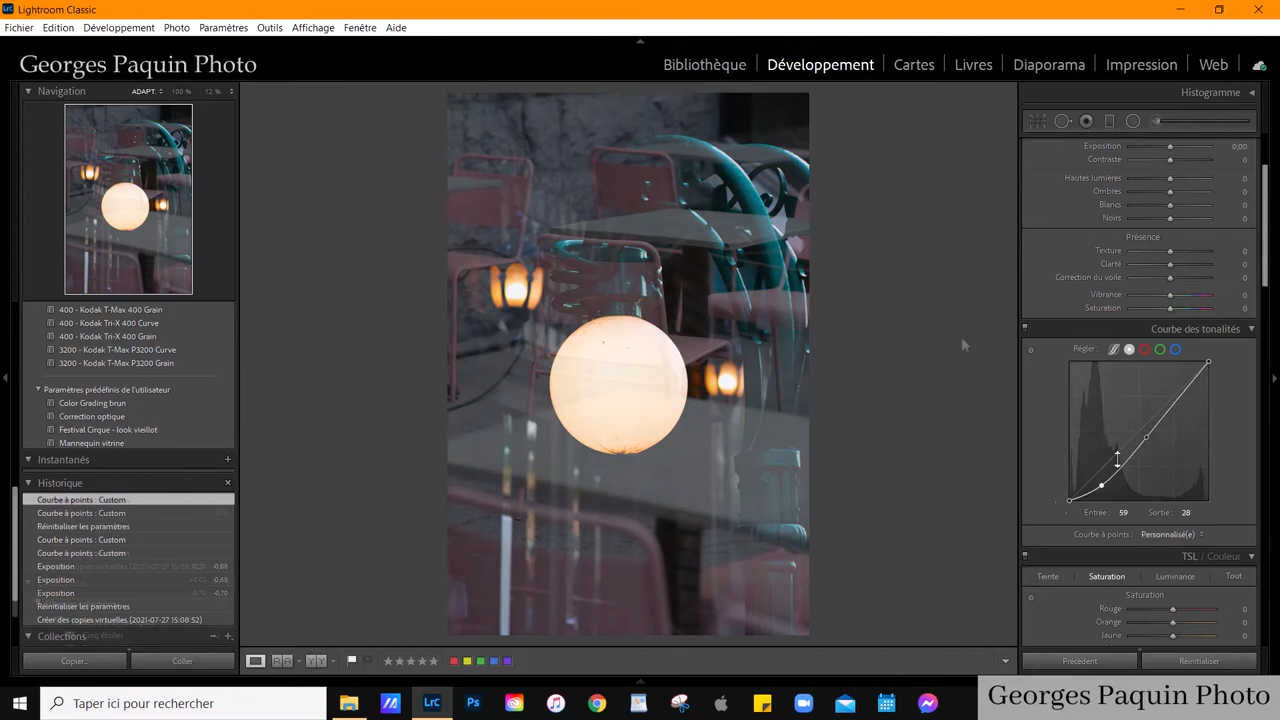 Lightroom Classic
Fichier Edition Développement Photo Paramètres Outils Affichage Fenêtre Aide
Georges Paquin Photo
Bibliothèque Développement Cartes Livres Diaporama Impression Web
Navigation ADAPT. 100 % 12 %
400 - Kodak T-Max 400 Grain
400 - Kodak Tri-X 400 Curve
400 - Kodak Tri-X 400 Grain
3200 - Kodak T-Max P3200 Curve
3200 - Kodak T-Max P3200 Grain
Paramètres prédéfinis de l'utilisateur
Color Grading brun
Correction optique
Festival Cirque - look vieillot
Mannequin vitrine
Instantanés +
Historique
Courbe à points : Custom
Courbe à points : Custom
Réinitialiser les paramètres
Courbe à points : Custom
Courbe à points : Custom
Exposition -0,88
Exposition +0,02 -0,68
Exposition -0,70 -0,70
Réinitialiser les paramètres
Créer des copies virtuelles (2021-07-27 15:08:52)
Collections
Copier... Coller
Histogramme
Exposition 0,00
Contraste 0
Hautes lumières 0
Ombres 0
Blancs 0
Noirs 0
Présence
Texture 0
Clarté 0
Correction du voile 0
Vibrance 0
Saturation 0
Courbe des tonalités
Régler :
Entrée : 59 Sortie : 28
Courbe à points : Personnalisé(e)
TSL / Couleur
Teinte Saturation Luminance Tout
Saturation
Rouge 0
Orange 0
Jaune 0
Précédent Réinitialiser
LrC Ps
Taper ici pour rechercher
Georges Paquin Photo